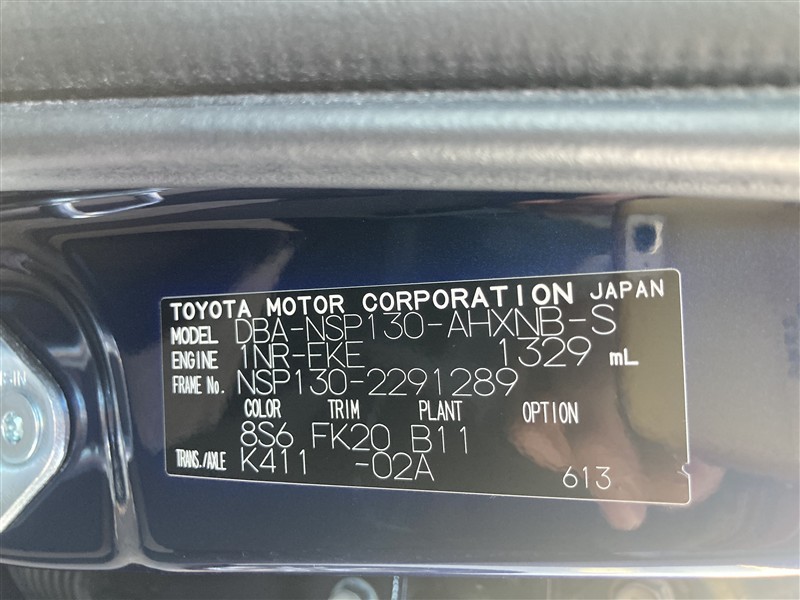 TOYOTA MOTOR CORPORATION JAPAN
MODEL DBA-NSP130-AHXNB-S
ENGINE 1NR-FKE 1329 mL
FRAME No. NSP130-2291289
COLOR TRIM PLANT OPTION
8S6 FK20 B11
TRANS./AXLE K411 -02A
613